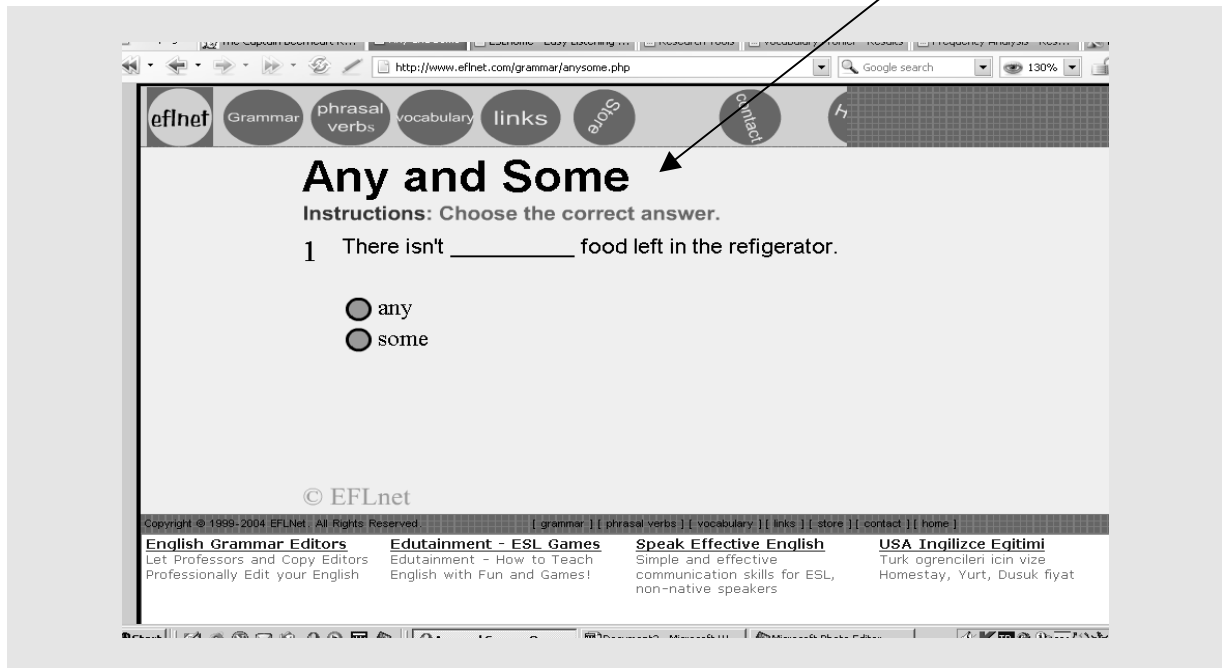 http://www.eflnet.com/grammar/anysome.php Google search 130%
eflnet Grammar phrasal verbs vocabulary links Store contact H
Any and Some
Instructions: Choose the correct answer.
1 There isn't __________ food left in the refigerator.
any
some
© EFLnet
Copyright © 1999-2004 EFLNet. All Rights Reserved. [ grammar ] [ phrasal verbs ] [ vocabulary ] [ links ] [ store ] [ contact ] [ home ]
English Grammar Editors Edutainment - ESL Games Speak Effective English USA Ingilizce Egitimi
Let Professors and Copy Editors Edutainment - How to Teach Simple and effective Turk ogrencileri icin vize
Professionally Edit your English English with Fun and Games! communication skills for ESL, Homestay, Yurt, Dusuk fiyat
non-native speakers